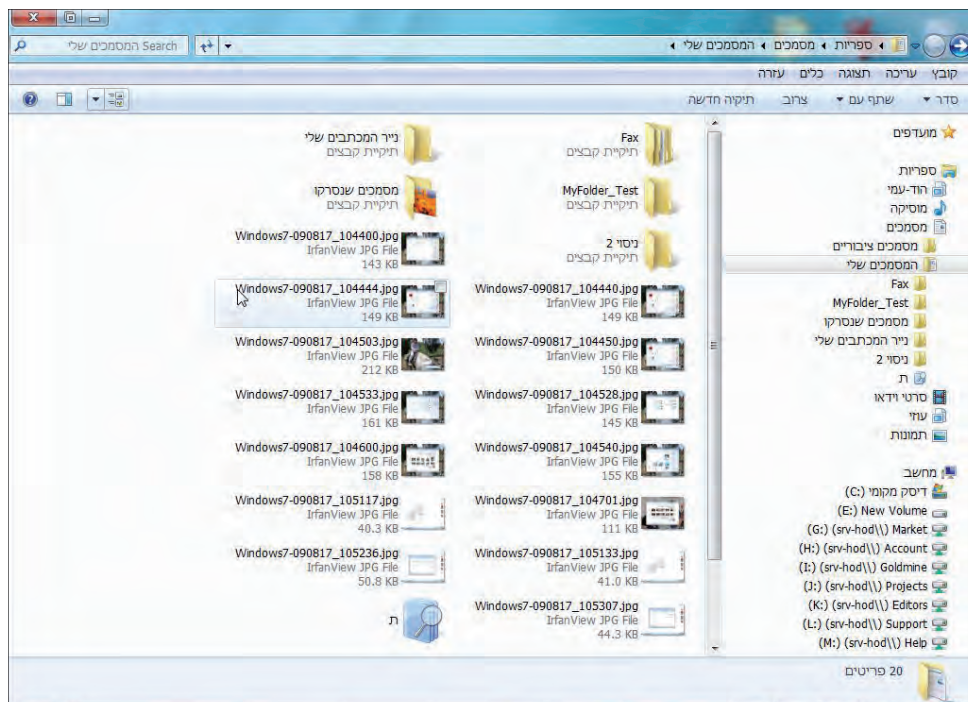 ספריות ◂ מסמכים ◂ המסמכים שלי ◂
Search המסמכים שלי
קובץ עריכה תצוגה כלים עזרה
סדר שתף עם צרוב תיקיה חדשה
מועדפים
ספריות
הוד-עמי
מוסיקה
מסמכים
מסמכים ציבוריים
המסמכים שלי
Fax
MyFolder_Test
מסמכים שנסרקו
נייר המכתבים שלי
ניסוי 2
ת
סרטי וידאו
עוזי
תמונות
מחשב
דיסק מקומי (C:)
(E:) New Volume
(G:) (srv-hod\\) Market
(H:) (srv-hod\\) Account
(I:) (srv-hod\\) Goldmine
(J:) (srv-hod\\) Projects
(K:) (srv-hod\\) Editors
(L:) (srv-hod\\) Support
(M:) (srv-hod\\) Help
Fax
תיקיית קבצים
נייר המכתבים שלי
תיקיית קבצים
MyFolder_Test
תיקיית קבצים
מסמכים שנסרקו
תיקיית קבצים
ניסוי 2
תיקיית קבצים
Windows7-090817_104400.jpg
IrfanView JPG File
143 KB
Windows7-090817_104440.jpg
IrfanView JPG File
149 KB
Windows7-090817_104444.jpg
IrfanView JPG File
149 KB
Windows7-090817_104450.jpg
IrfanView JPG File
150 KB
Windows7-090817_104503.jpg
IrfanView JPG File
212 KB
Windows7-090817_104528.jpg
IrfanView JPG File
145 KB
Windows7-090817_104533.jpg
IrfanView JPG File
161 KB
Windows7-090817_104540.jpg
IrfanView JPG File
155 KB
Windows7-090817_104600.jpg
IrfanView JPG File
158 KB
Windows7-090817_104701.jpg
IrfanView JPG File
111 KB
Windows7-090817_105117.jpg
IrfanView JPG File
40.3 KB
Windows7-090817_105133.jpg
IrfanView JPG File
41.0 KB
Windows7-090817_105236.jpg
IrfanView JPG File
50.8 KB
Windows7-090817_105307.jpg
IrfanView JPG File
44.3 KB
ת
20 פריטים